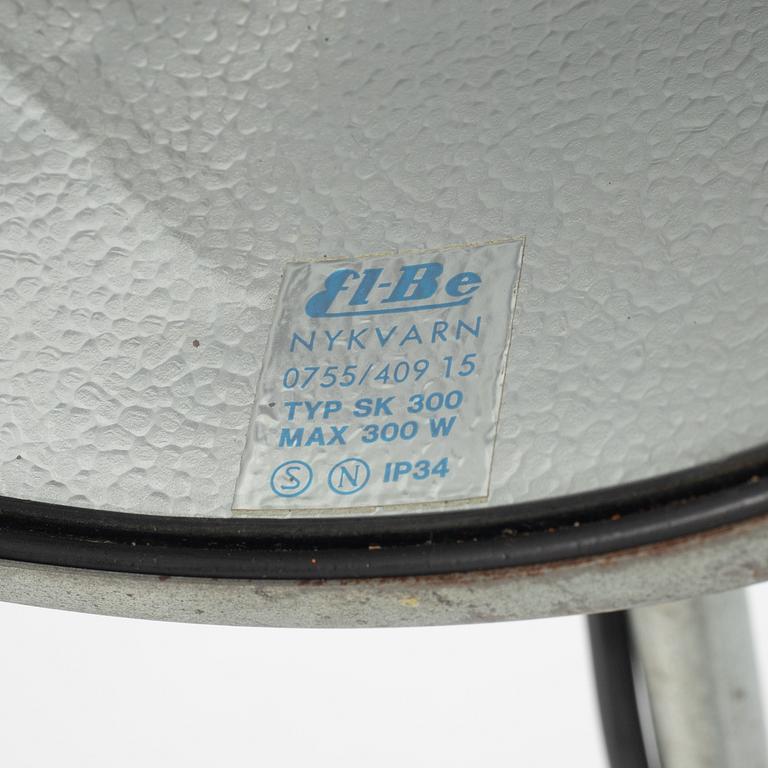 El-Be
NYKVARN
0755/409 15
TYP SK 300
MAX 300 W
S N IP34